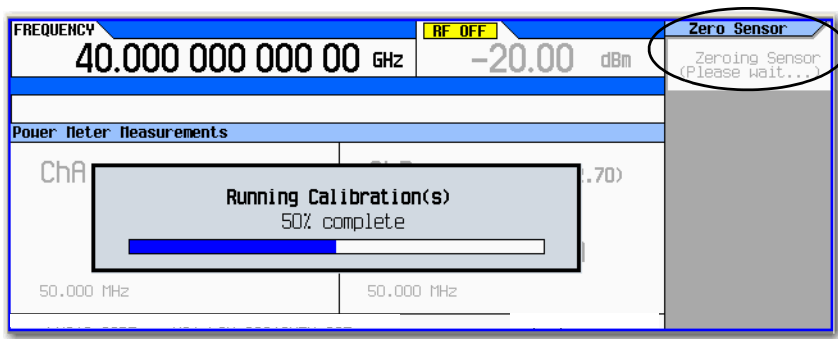 FREQUENCY
40.000 000 000 00 GHz
RF OFF
-20.00 dBm
Zero Sensor
Zeroing Sensor
(Please wait...)
Power Meter Measurements
ChA
.70)
Running Calibration(s)
50% complete
50.000 MHz
50.000 MHz